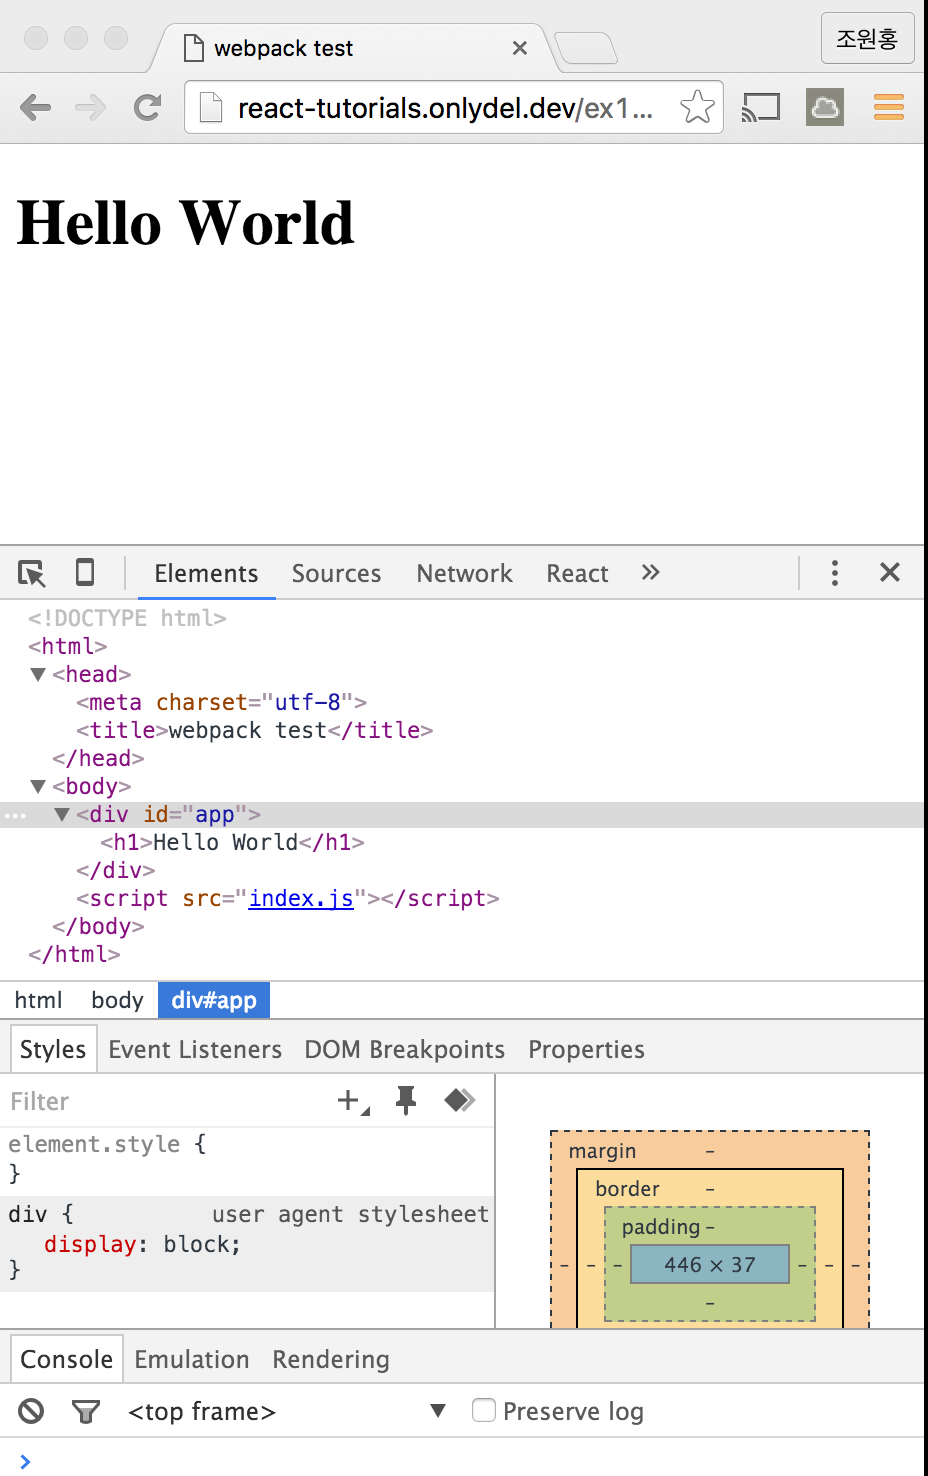 webpack test
조원홍
react-tutorials.onlydel.dev/ex1...
Hello World
Elements Sources Network React
<!DOCTYPE html>
<html>
<head>
<meta charset="utf-8">
<title>webpack test</title>
</head>
<body>
<div id="app">
<h1>Hello World</h1>
</div>
<script src="index.js"></script>
</body>
</html>
html body div#app
Styles Event Listeners DOM Breakpoints Properties
Filter
element.style {
}
div { user agent stylesheet
display: block;
}
margin -
border -
padding -
- - - 446 × 37 - - -
-
Console Emulation Rendering
<top frame> Preserve log